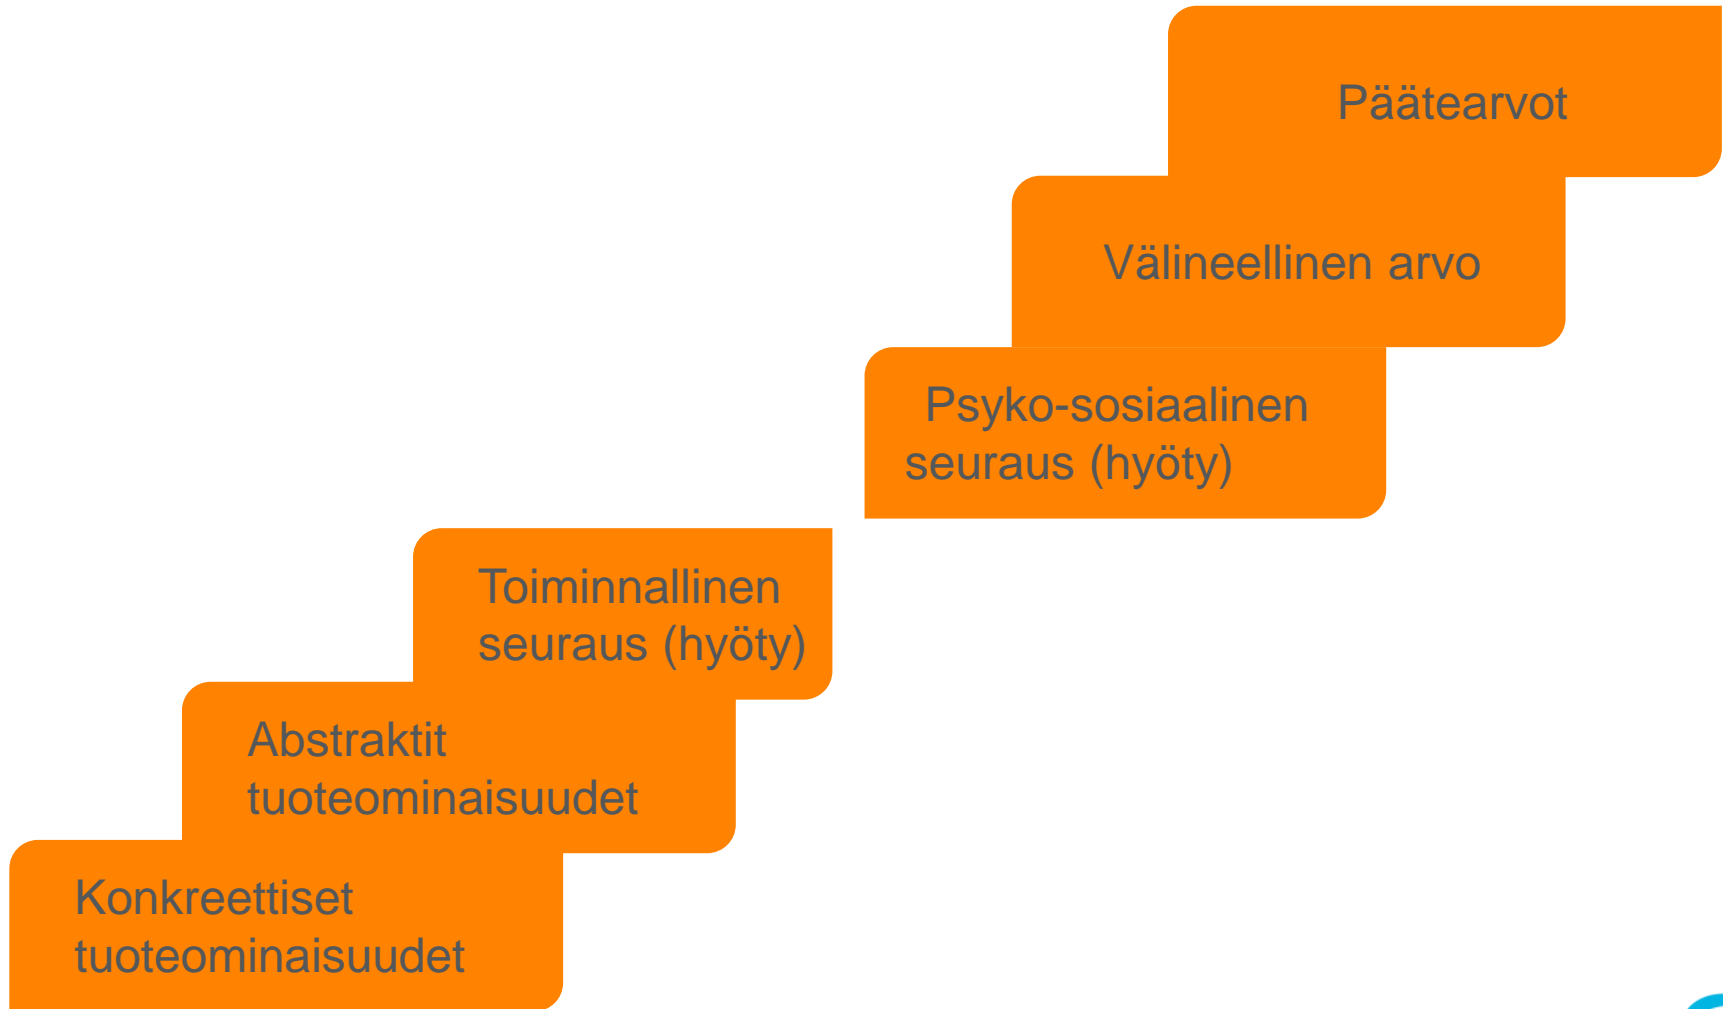 Päätearvot
Välineellinen arvo
Psyko-sosiaalinen
seuraus (hyöty)
Toiminnallinen
seuraus (hyöty)
Abstraktit
tuoteominaisuudet
Konkreettiset
tuoteominaisuudet